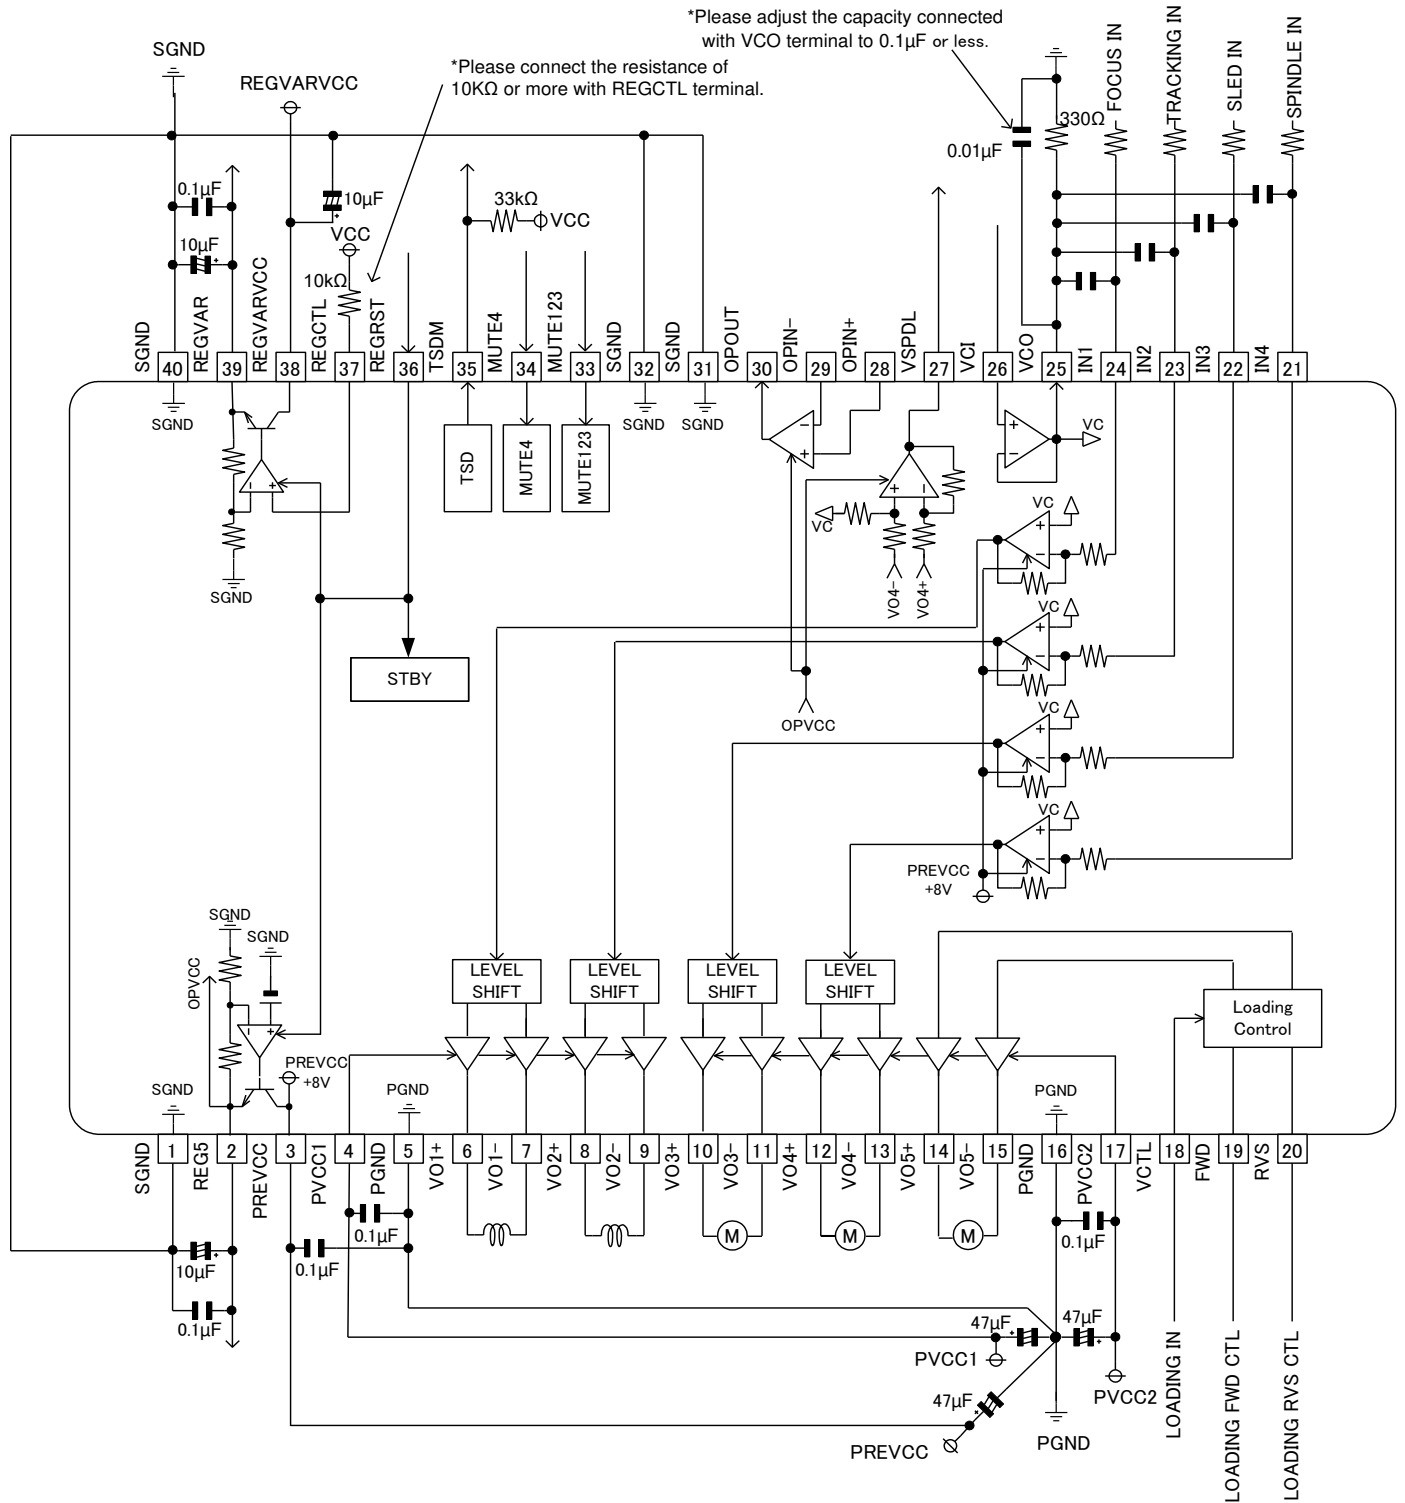 *Please adjust the capacity connected
with VCO terminal to 0.1µF or less.
SGND
REGVARVCC
*Please connect the resistance of
10KΩ or more with REGCTL terminal.
FOCUS IN
TRACKING IN
SLED IN
SPINDLE IN
330Ω
0.01µF
0.1µF
10µF
10µF
VCC
10kΩ
33kΩ
VCC
SGND
REGVAR
REGVARVCC
REGCTL
REGRST
TSDM
MUTE4
MUTE123
SGND
SGND
OPOUT
OPIN-
OPIN+
VSPDL
VCI
VCO
IN1
IN2
IN3
IN4
40
39
38
37
36
35
34
33
32
31
30
29
28
27
26
25
24
23
22
21
SGND
SGND
SGND
TSD
MUTE4
MUTE123
SGND
STBY
VC
VO4-
VO4+
OPVCC
VC
VC
VC
VC
VC
PREVCC
+8V
SGND
SGND
OPVCC
PREVCC
+8V
SGND
PGND
LEVEL
SHIFT
LEVEL
SHIFT
LEVEL
SHIFT
LEVEL
SHIFT
Loading
Control
PGND
1
2
3
4
5
6
7
8
9
10
11
12
13
14
15
16
17
18
19
20
SGND
REG5
PREVCC
PVCC1
PGND
VO1+
VO1-
VO2+
VO2-
VO3+
VO3-
VO4+
VO4-
VO5+
VO5-
PGND
PVCC2
VCTL
FWD
RVS
M
M
M
0.1µF
0.1µF
0.1µF
10µF
0.1µF
47µF
47µF
PVCC1
PVCC2
47µF
PREVCC
PGND
LOADING IN
LOADING FWD CTL
LOADING RVS CTL